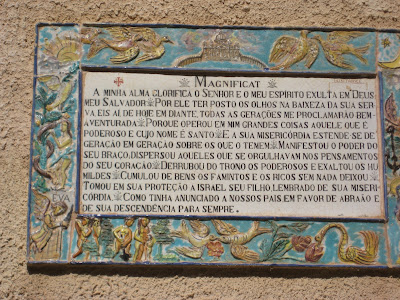 MAGNIFICAT
A MINHA ALMA GLORIFICA O SENHOR E O MEU ESPÍRITO EXULTA EM DEUS
MEU SALVADOR POR ELE TER POSTO OS OLHOS NA BAIXEZA DA SUA SER
VA EIS AI DE HOJE EM DIANTE, TODAS AS GERAÇÕES ME PROCLAMARÃO BEM
AVENTURADA PORQUE OPEROU EM MIM GRANDES COISAS AQUELE QUE É
PODEROSO E CUJO NOME É SANTO E A SUA MISERICÓRDIA ESTENDE SE DE
GERAÇÃO EM GERAÇÃO SOBRE OS QUE O TEMEM MANIFESTOU O PODER DO
SEU BRAÇO, DISPERSOU AQUELES QUE SE ORGULHAVAM NOS PENSAMENTOS
DO SEU CORAÇÃO DERRUBOU DO TRONO OS PODEROSOS E EXALTOU OS HU
MILDES CUMULOU DE BENS OS FAMINTOS E OS RICOS SEM NADA DEIXOU
TOMOU EM SUA PROTEÇÃO A ISRAEL SEU FILHO, LEMBRADO DE SUA MISERI
CÓRDIA COMO TINHA ANUNCIADO A NOSSOS PAIS, EM FAVOR DE ABRAÃO E
DE SUA DESCENDÊNCIA PARA SEMPRE.
EVA